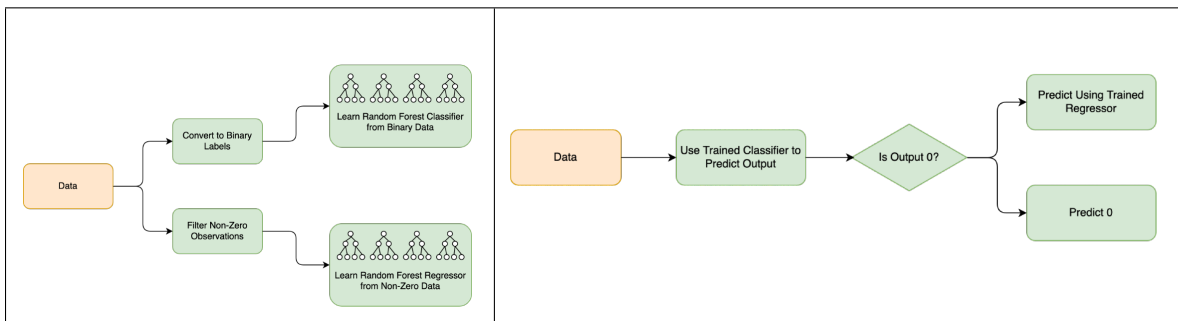 Data
Convert to Binary
Labels
Learn Random Forest Classifier
from Binary Data
Filter Non-Zero
Observations
Learn Random Forest Regressor
from Non-Zero Data
Data
Use Trained Classifier to
Predict Output
Is Output 0?
Predict Using Trained
Regressor
Predict 0